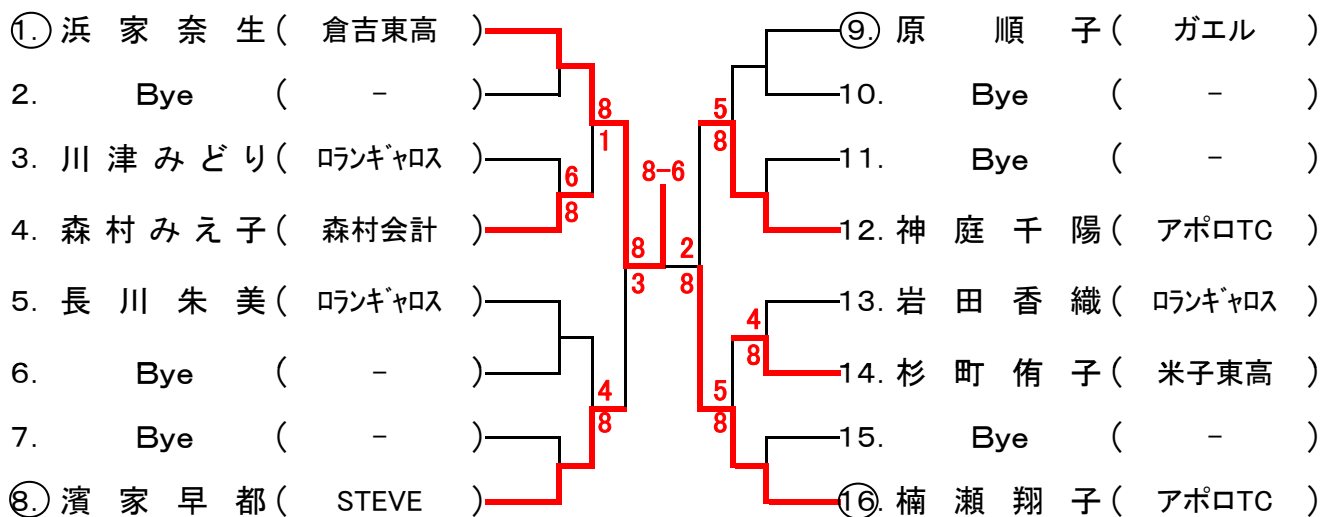 1. 浜家奈生 ( 倉吉東高 )
2. Bye ( - )
3. 川津みどり ( ロランギャロス )
4. 森村みえ子 ( 森村会計 )
5. 長川朱美 ( ロランギャロス )
6. Bye ( - )
7. Bye ( - )
8. 濱家早都 ( STEVE )
8
1
6
8
8
3
4
8
8-6
2
8
5
8
4
8
5
8
9. 原順子 ( ガエル )
10. Bye ( - )
11. Bye ( - )
12. 神庭千陽 ( アポロTC )
13. 岩田香織 ( ロランギャロス )
14. 杉町侑子 ( 米子東高 )
15. Bye ( - )
16. 楠瀬翔子 ( アポロTC )